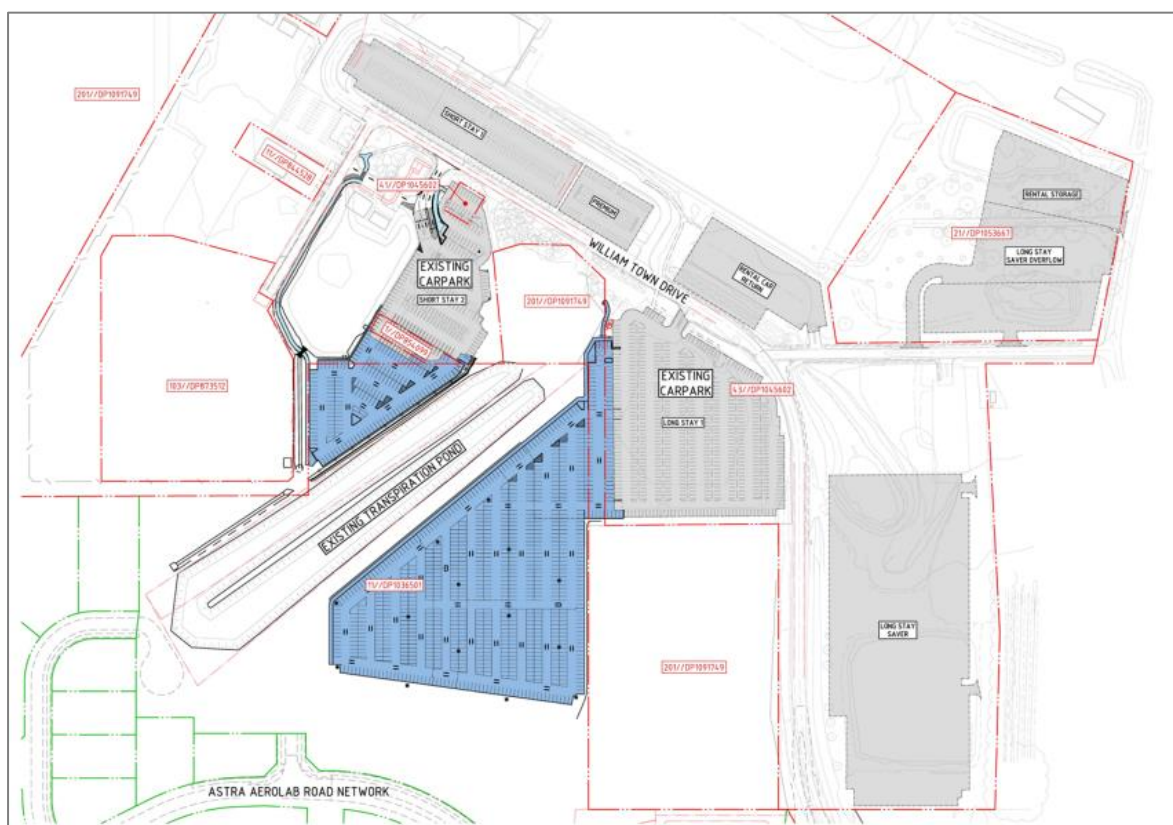 201//DP1091749
SHORT STAY 1
11//DP844528
41//DP1045602
PREMIUM
RENTAL STORAGE
21//DP1053667
LONG STAY
SAVER OVERFLOW
WILLIAM TOWN DRIVE
EXISTING
CARPARK
SHORT STAY 2
RENTAL CAR
RETURN
201//DP1091749
103//DP873512
EXISTING
CARPARK
43//DP1045602
LONG STAY 1
EXISTING TRANSPIRATION POND
11//DP1036501
LONG STAY
SAVER
201//DP1091749
ASTRA AEROLAB ROAD NETWORK